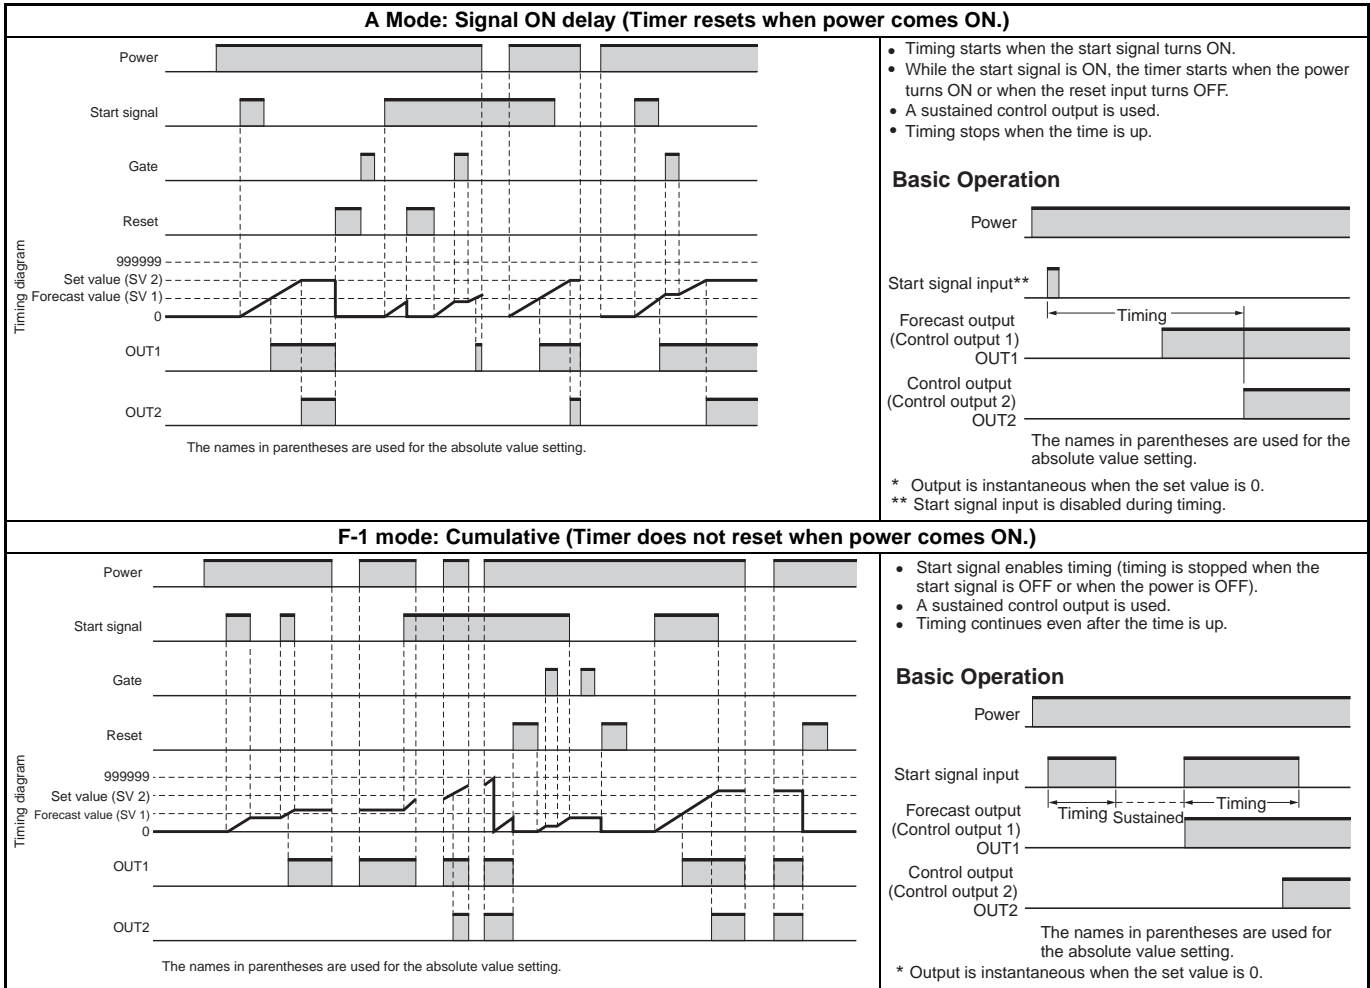 A Mode: Signal ON delay (Timer resets when power comes ON.)
Timing diagram
Power
Start signal
Gate
Reset
999999
Set value (SV 2)
Forecast value (SV 1)
0
OUT1
OUT2
The names in parentheses are used for the absolute value setting.
• Timing starts when the start signal turns ON.
• While the start signal is ON, the timer starts when the power
turns ON or when the reset input turns OFF.
• A sustained control output is used.
• Timing stops when the time is up.
Basic Operation
Power
Start signal input**
Timing
Forecast output
(Control output 1)
OUT1
Control output
(Control output 2)
OUT2
The names in parentheses are used for the
absolute value setting.
* Output is instantaneous when the set value is 0.
** Start signal input is disabled during timing.
F-1 mode: Cumulative (Timer does not reset when power comes ON.)
Timing diagram
Power
Start signal
Gate
Reset
999999
Set value (SV 2)
Forecast value (SV 1)
0
OUT1
OUT2
The names in parentheses are used for the absolute value setting.
• Start signal enables timing (timing is stopped when the
start signal is OFF or when the power is OFF).
• A sustained control output is used.
• Timing continues even after the time is up.
Basic Operation
Power
Start signal input
Timing Sustained Timing
Forecast output
(Control output 1)
OUT1
Control output
(Control output 2)
OUT2
The names in parentheses are used for
the absolute value setting.
* Output is instantaneous when the set value is 0.